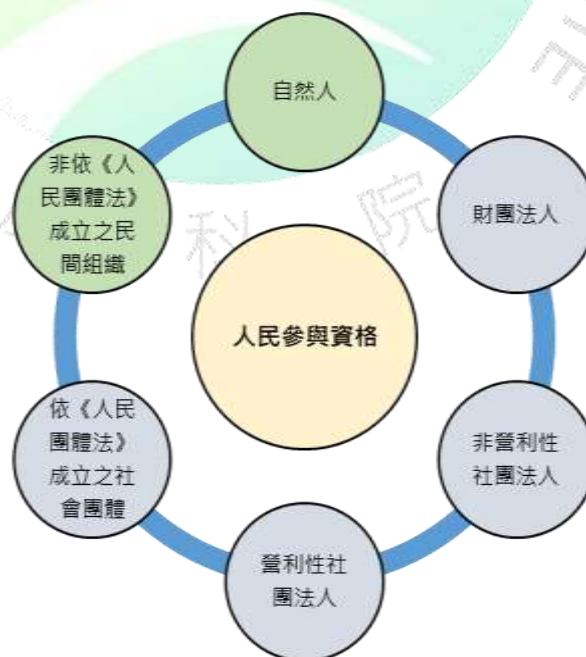 自然人
財團法人
非營利性
社團法人
營利性社
團法人
依《人民
團體法》
成立之社
會團體
非依《人
民團體法》
成立之民
間組織
人民參與資格
科
院